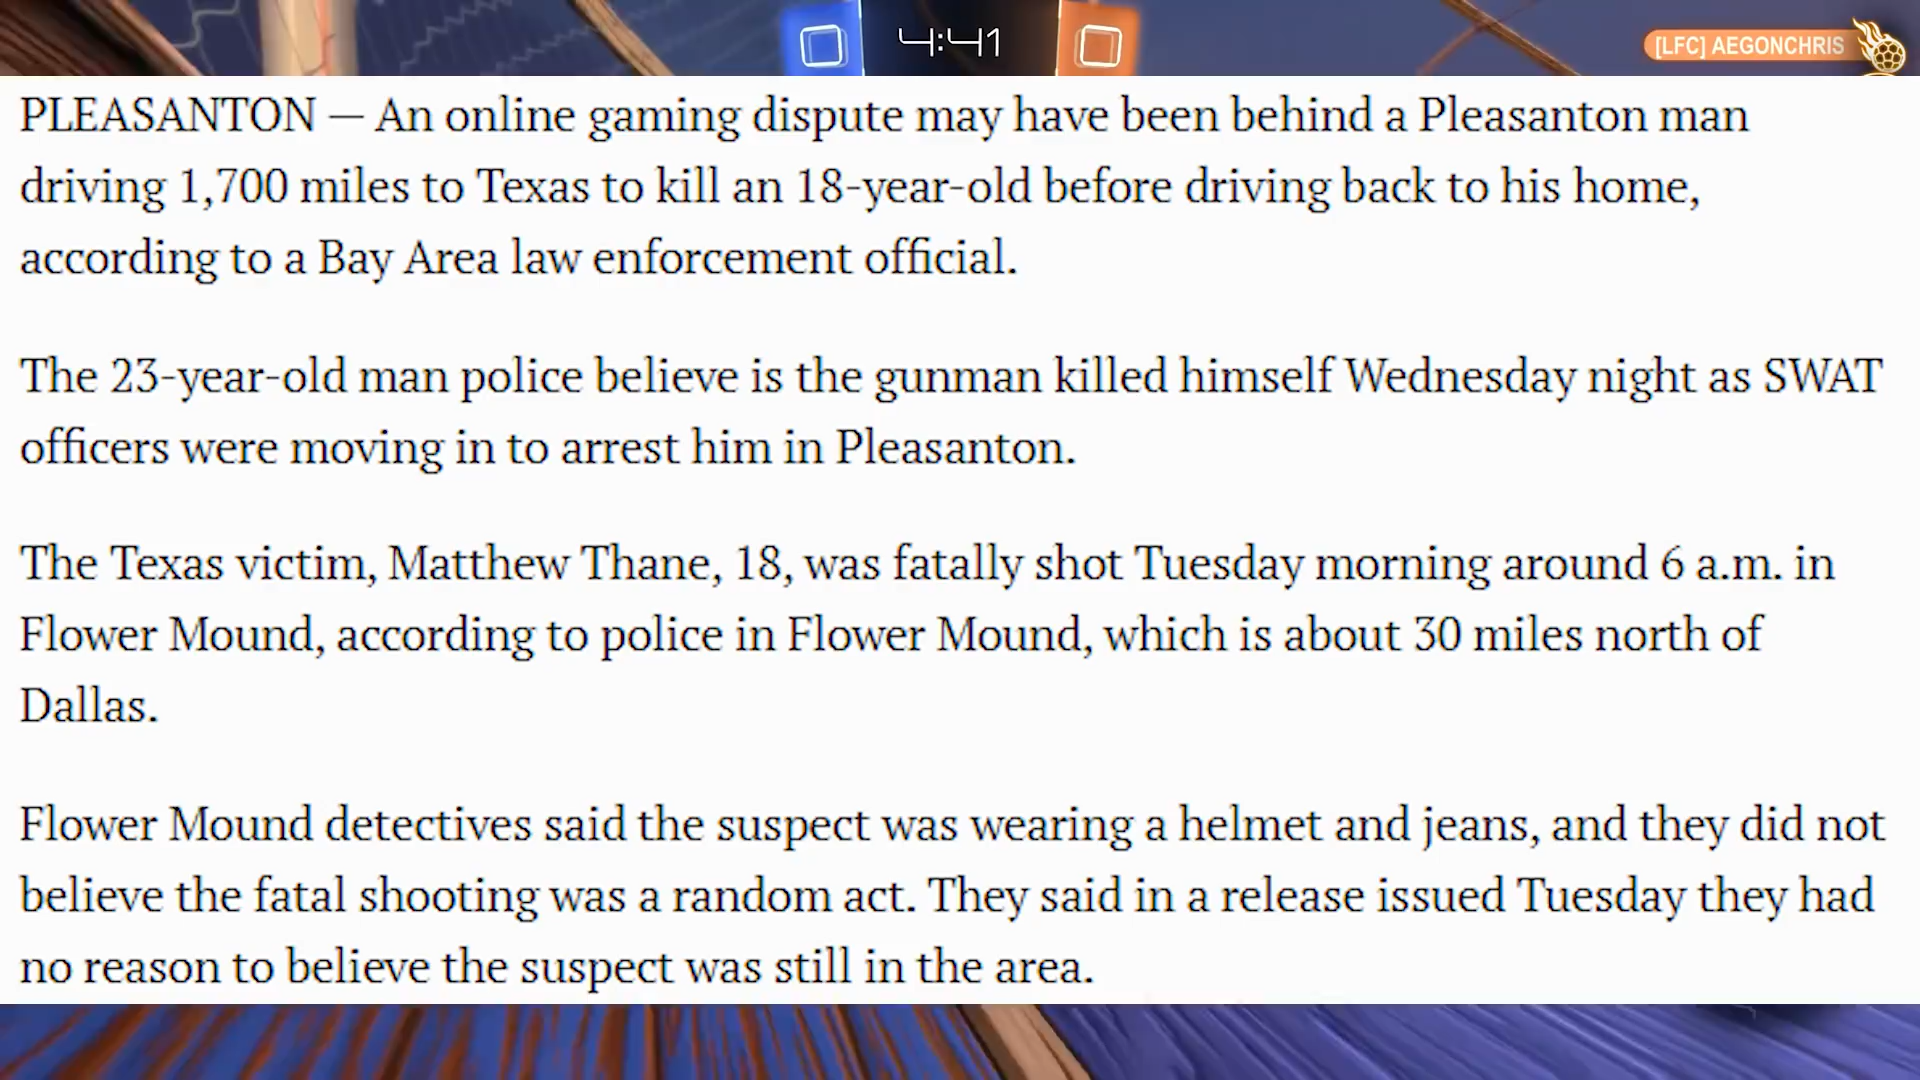 4:41
[LFC] AEGONCHRIS
PLEASANTON — An online gaming dispute may have been behind a Pleasanton man
driving 1,700 miles to Texas to kill an 18-year-old before driving back to his home,
according to a Bay Area law enforcement official.
The 23-year-old man police believe is the gunman killed himself Wednesday night as SWAT
officers were moving in to arrest him in Pleasanton.
The Texas victim, Matthew Thane, 18, was fatally shot Tuesday morning around 6 a.m. in
Flower Mound, according to police in Flower Mound, which is about 30 miles north of
Dallas.
Flower Mound detectives said the suspect was wearing a helmet and jeans, and they did not
believe the fatal shooting was a random act. They said in a release issued Tuesday they had
no reason to believe the suspect was still in the area.